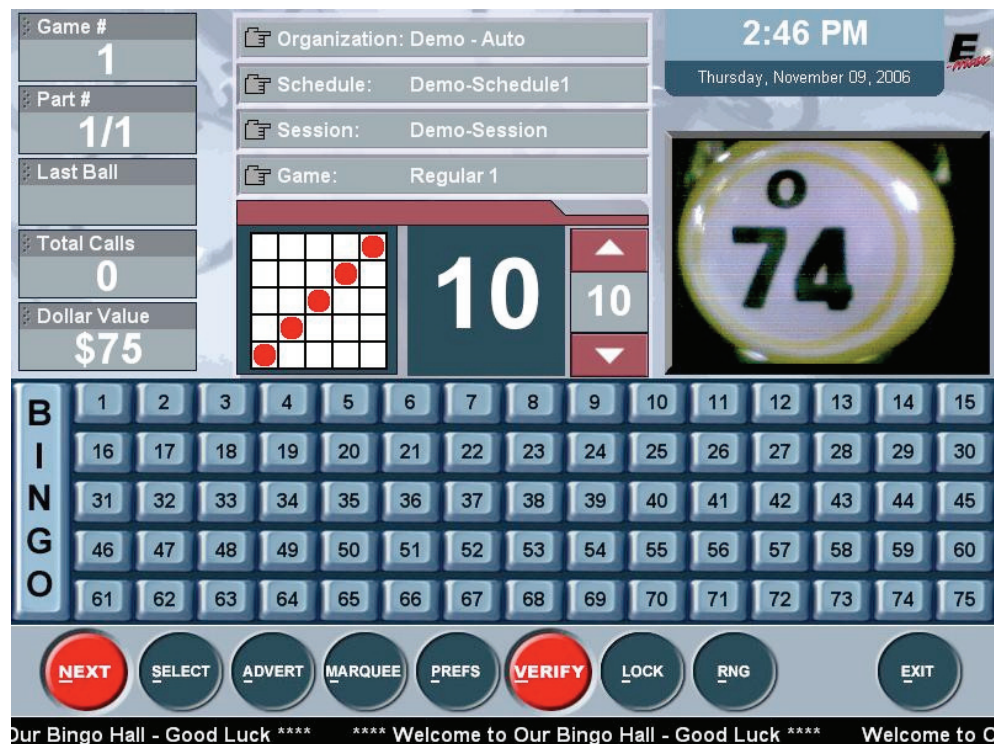 Game #
1
Part #
1/1
Last Ball
Total Calls
0
Dollar Value
$75
Organization: Demo - Auto
Schedule: Demo-Schedule1
Session: Demo-Session
Game: Regular 1
10
10
2:46 PM
Thursday, November 09, 2006
E-max
O
74
B 1 2 3 4 5 6 7 8 9 10 11 12 13 14 15
I 16 17 18 19 20 21 22 23 24 25 26 27 28 29 30
N 31 32 33 34 35 36 37 38 39 40 41 42 43 44 45
G 46 47 48 49 50 51 52 53 54 55 56 57 58 59 60
O 61 62 63 64 65 66 67 68 69 70 71 72 73 74 75
NEXT SELECT ADVERT MARQUEE PREFS VERIFY LOCK RNG EXIT
Our Bingo Hall - Good Luck **** **** Welcome to Our Bingo Hall - Good Luck **** Welcome to O